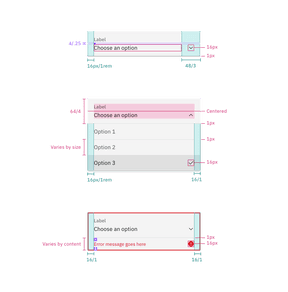 Label
Choose an option
16px
1px
16px/1rem
48/3
Label
Choose an option
64/4
Centered
1px
Option 1
Varies by size
Option 2
Option 3
16px
16px/1rem
16/1
Label
Choose an option
1px
Varies by content
Error message goes here
16px
16/1
16/1